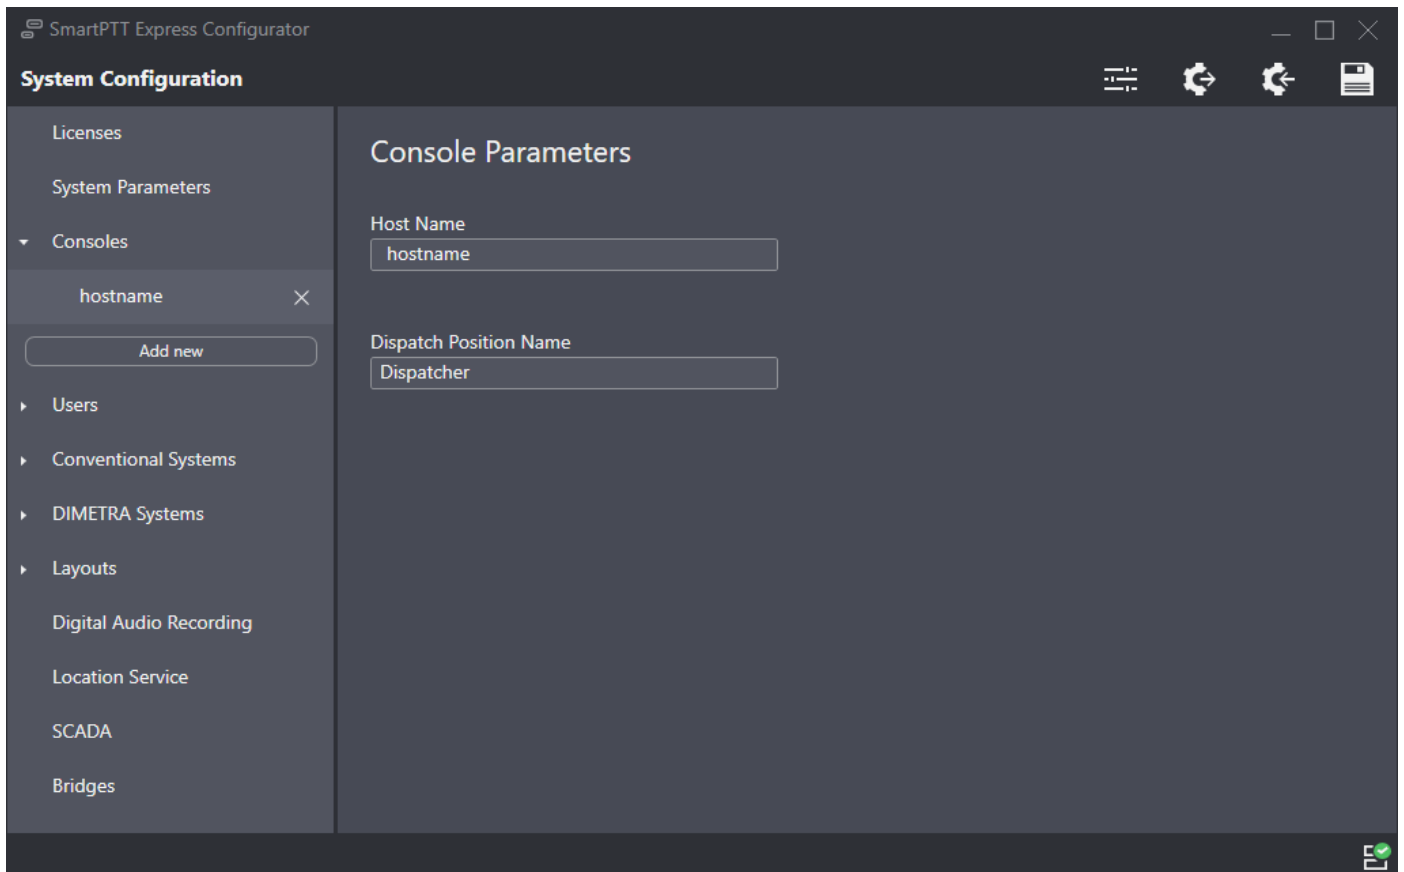 SmartPTT Express Configurator
System Configuration
Licenses
System Parameters
Consoles
hostname
Add new
Users
Conventional Systems
DIMETRA Systems
Layouts
Digital Audio Recording
Location Service
SCADA
Bridges
Console Parameters
Host Name
hostname
Dispatch Position Name
Dispatcher